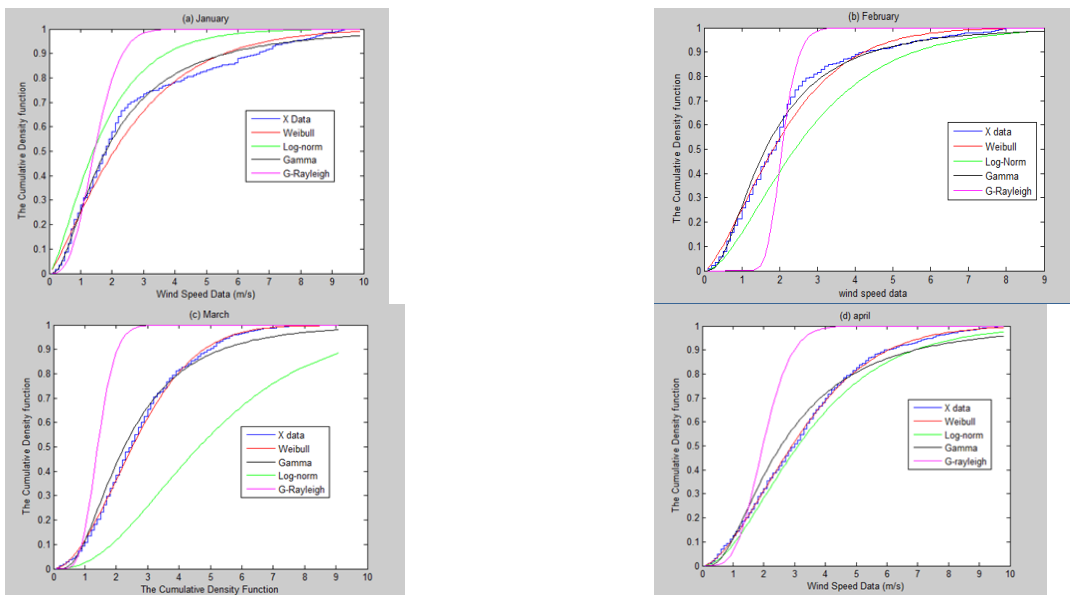 (a) January
The Cumulative Density function
1
0.9
0.8
0.7
0.6
0.5
0.4
0.3
0.2
0.1
0
X Data
Weibull
Log-norm
Gamma
G-Rayleigh
0 1 2 3 4 5 6 7 8 9 10
Wind Speed Data (m/s)
(b) February
The Cumulative Density function
1
0.9
0.8
0.7
0.6
0.5
0.4
0.3
0.2
0.1
0
X data
Weibull
Log-Norm
Gamma
G-Rayleigh
0 1 2 3 4 5 6 7 8 9
wind speed data
(c) March
The Cumulative Density function
1
0.9
0.8
0.7
0.6
0.5
0.4
0.3
0.2
0.1
0
X data
Weibull
Gamma
Log-norm
G-Rayleigh
0 1 2 3 4 5 6 7 8 9 10
The Cumulative Density Function
(d) april
The Cumulative Density function
1
0.9
0.8
0.7
0.6
0.5
0.4
0.3
0.2
0.1
0
X data
Weibull
Log-norm
Gamma
G-rayleigh
0 1 2 3 4 5 6 7 8 9 10
Wind Speed Data (m/s)